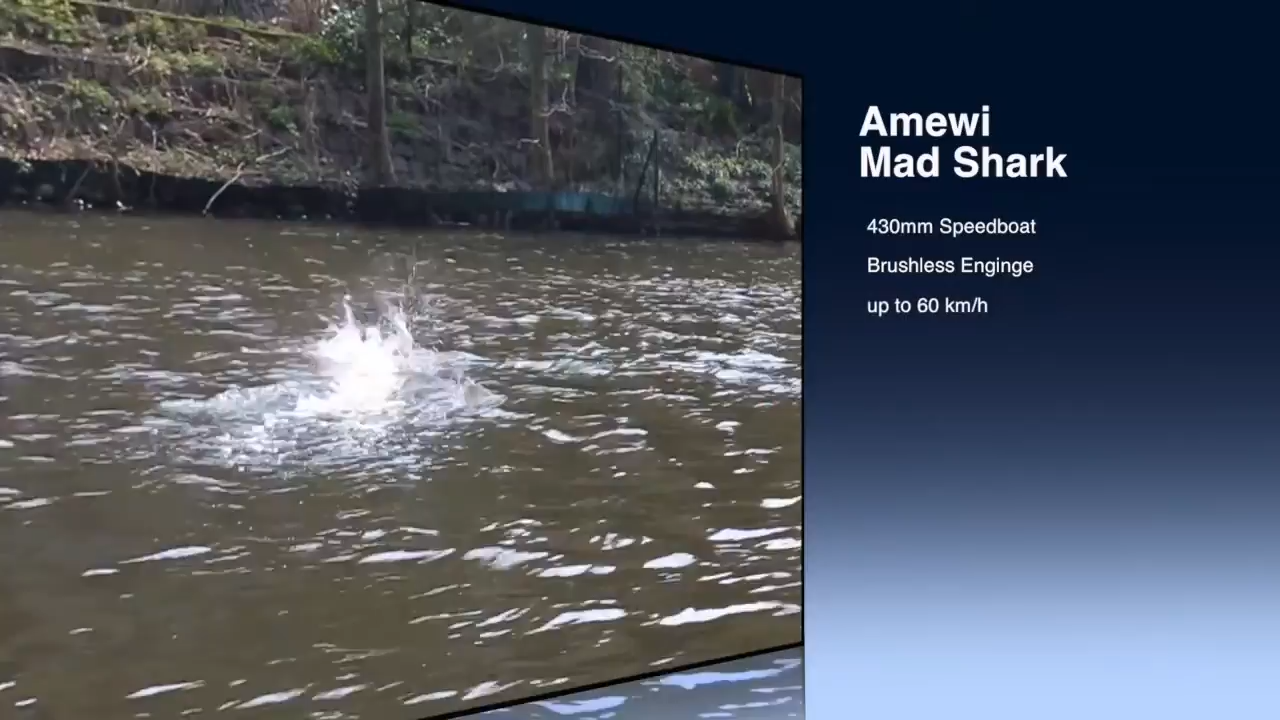 Amewi
Mad Shark
430mm Speedboat
Brushless Enginge
up to 60 km/h